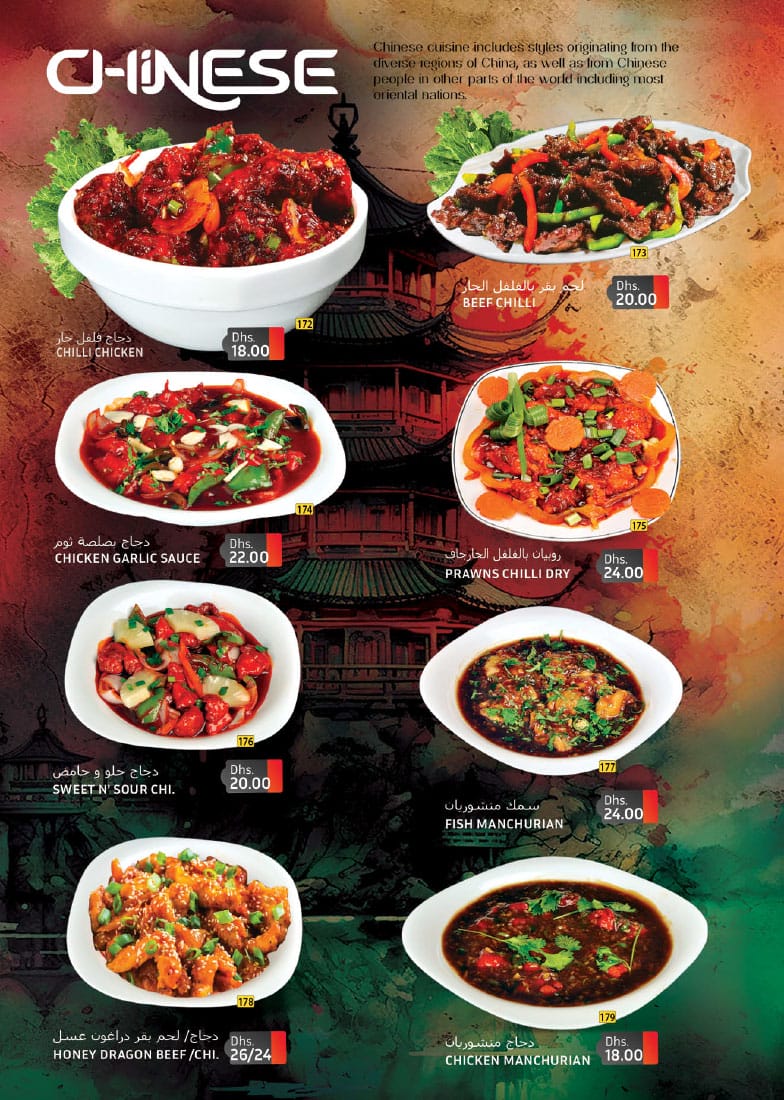 CHINESE
Chinese cuisine includes styles originating from the
diverse regions of China, as well as from Chinese
people in other parts of the world including most
oriental nations.
172
دجاج فلفل حار
CHILLI CHICKEN
Dhs.
18.00
173
لحم بقر بالفلفل الحار
BEEF CHILLI
Dhs.
20.00
174
دجاج بصلصة ثوم
CHICKEN GARLIC SAUCE
Dhs.
22.00
175
روبيان بالفلفل الحارجاف
PRAWNS CHILLI DRY
Dhs.
24.00
176
دجاج حلو و حامض
SWEET N' SOUR CHI.
Dhs.
20.00
177
سمك منشوريان
FISH MANCHURIAN
Dhs.
24.00
178
دجاج/ لحم بقر دراغون عسل
HONEY DRAGON BEEF /CHI.
Dhs.
26/24
179
دجاج منشوريان
CHICKEN MANCHURIAN
Dhs.
18.00